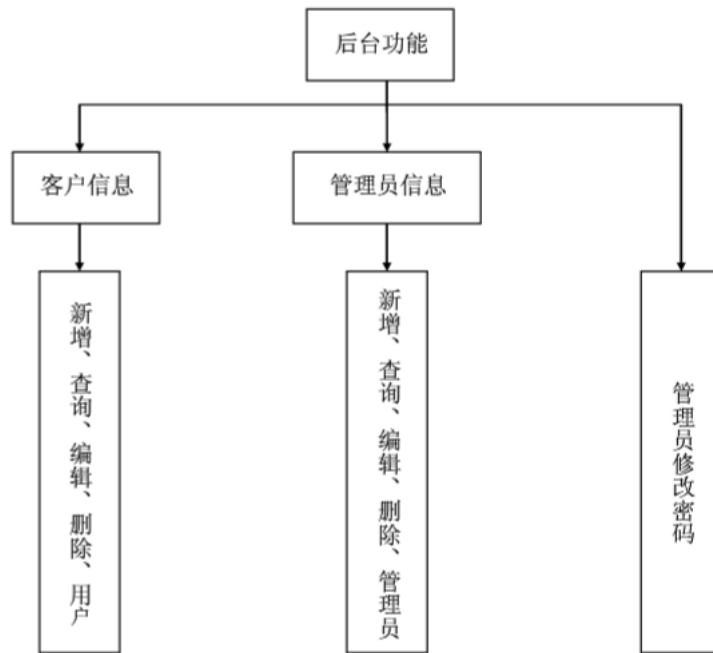 后台功能
客户信息
管理员信息
新增、查询、编辑、删除、用户
新增、查询、编辑、删除、管理员
管理员修改密码